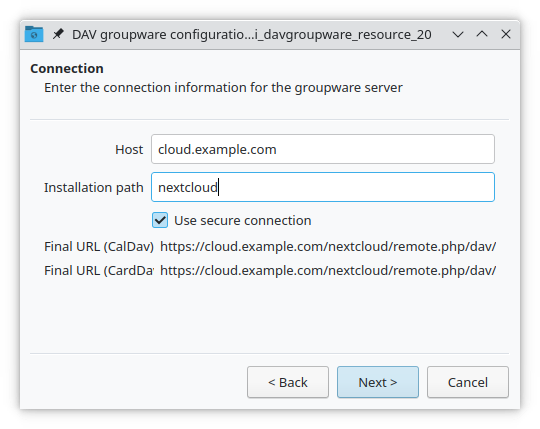 DAV groupware configuratio...i_davgroupware_resource_20
Connection
Enter the connection information for the groupware server
Host cloud.example.com
Installation path nextcloud
Use secure connection
Final URL (CalDav) https://cloud.example.com/nextcloud/remote.php/dav/
Final URL (CardDa https://cloud.example.com/nextcloud/remote.php/dav/
< Back Next > Cancel